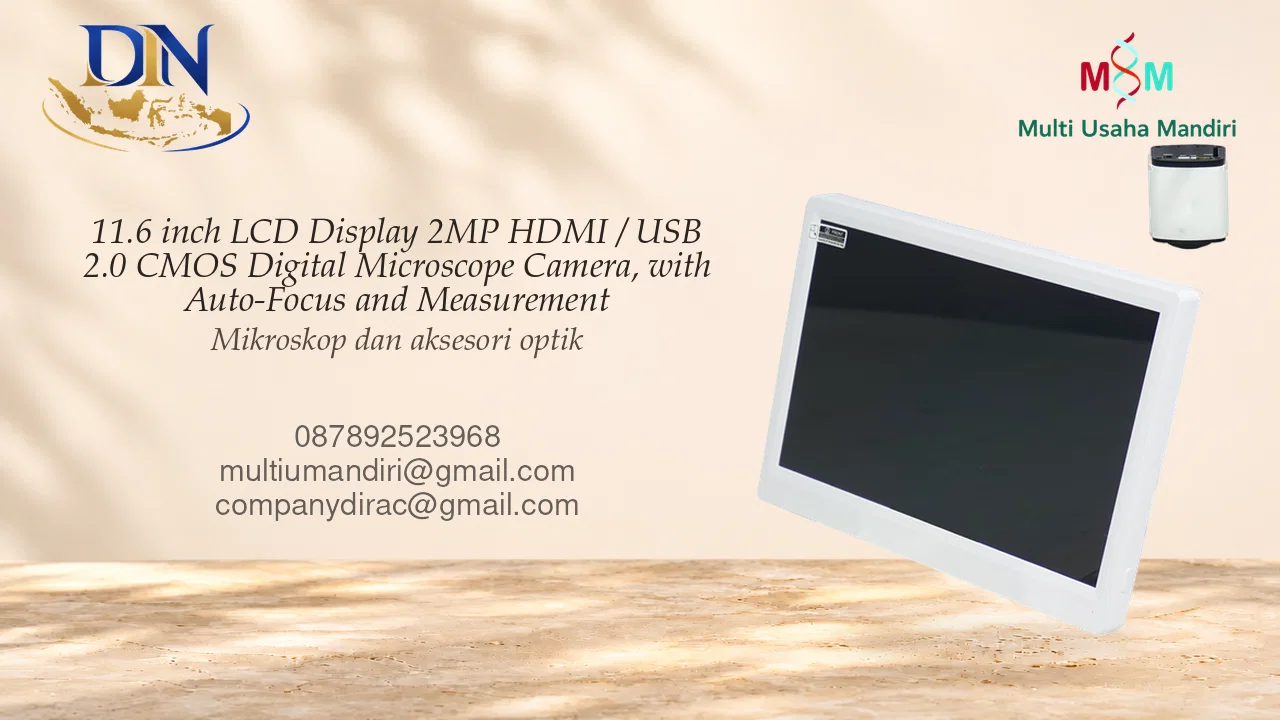 DIN
M M
Multi Usaha Mandiri
11.6 inch LCD Display 2MP HDMI / USB
2.0 CMOS Digital Microscope Camera, with
Auto-Focus and Measurement
Mikroskop dan aksesori optik
087892523968
multiumandiri@gmail.com
companydirac@gmail.com